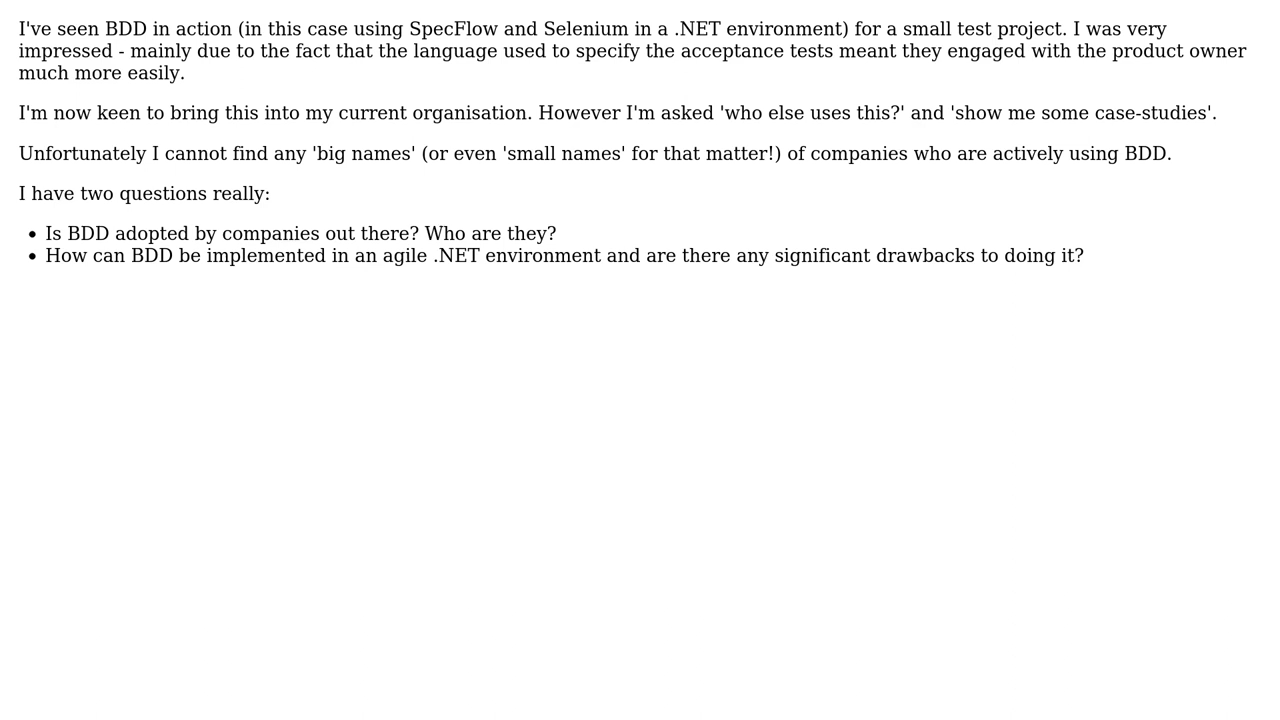 I've seen BDD in action (in this case using SpecFlow and Selenium in a .NET environment) for a small test project. I was very
impressed - mainly due to the fact that the language used to specify the acceptance tests meant they engaged with the product owner
much more easily.
I'm now keen to bring this into my current organisation. However I'm asked 'who else uses this?' and 'show me some case-studies'.
Unfortunately I cannot find any 'big names' (or even 'small names' for that matter!) of companies who are actively using BDD.
I have two questions really:
• Is BDD adopted by companies out there? Who are they?
• How can BDD be implemented in an agile .NET environment and are there any significant drawbacks to doing it?